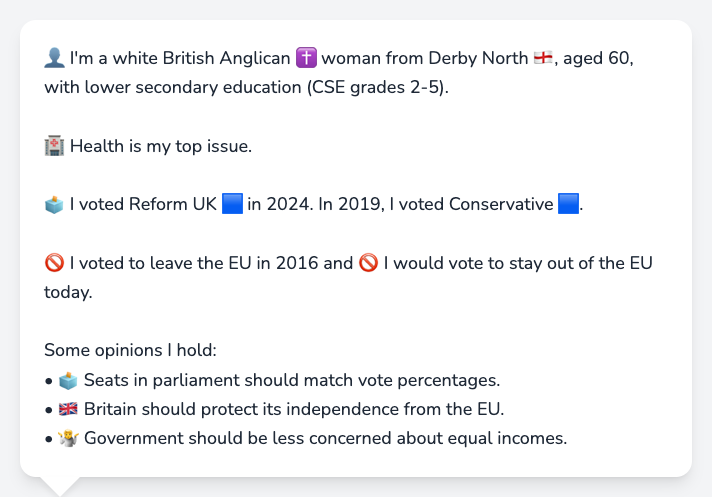 👤 I'm a white British Anglican ✝️ woman from Derby North 🏴󠁧󠁢󠁥󠁮󠁧󠁿, aged 60,
with lower secondary education (CSE grades 2-5).
🏥 Health is my top issue.
🗳️ I voted Reform UK 🟦 in 2024. In 2019, I voted Conservative 🟦.
🚫 I voted to leave the EU in 2016 and 🚫 I would vote to stay out of the EU
today.
Some opinions I hold:
• 🗳️ Seats in parliament should match vote percentages.
• 🇬🇧 Britain should protect its independence from the EU.
• 🤷 Government should be less concerned about equal incomes.